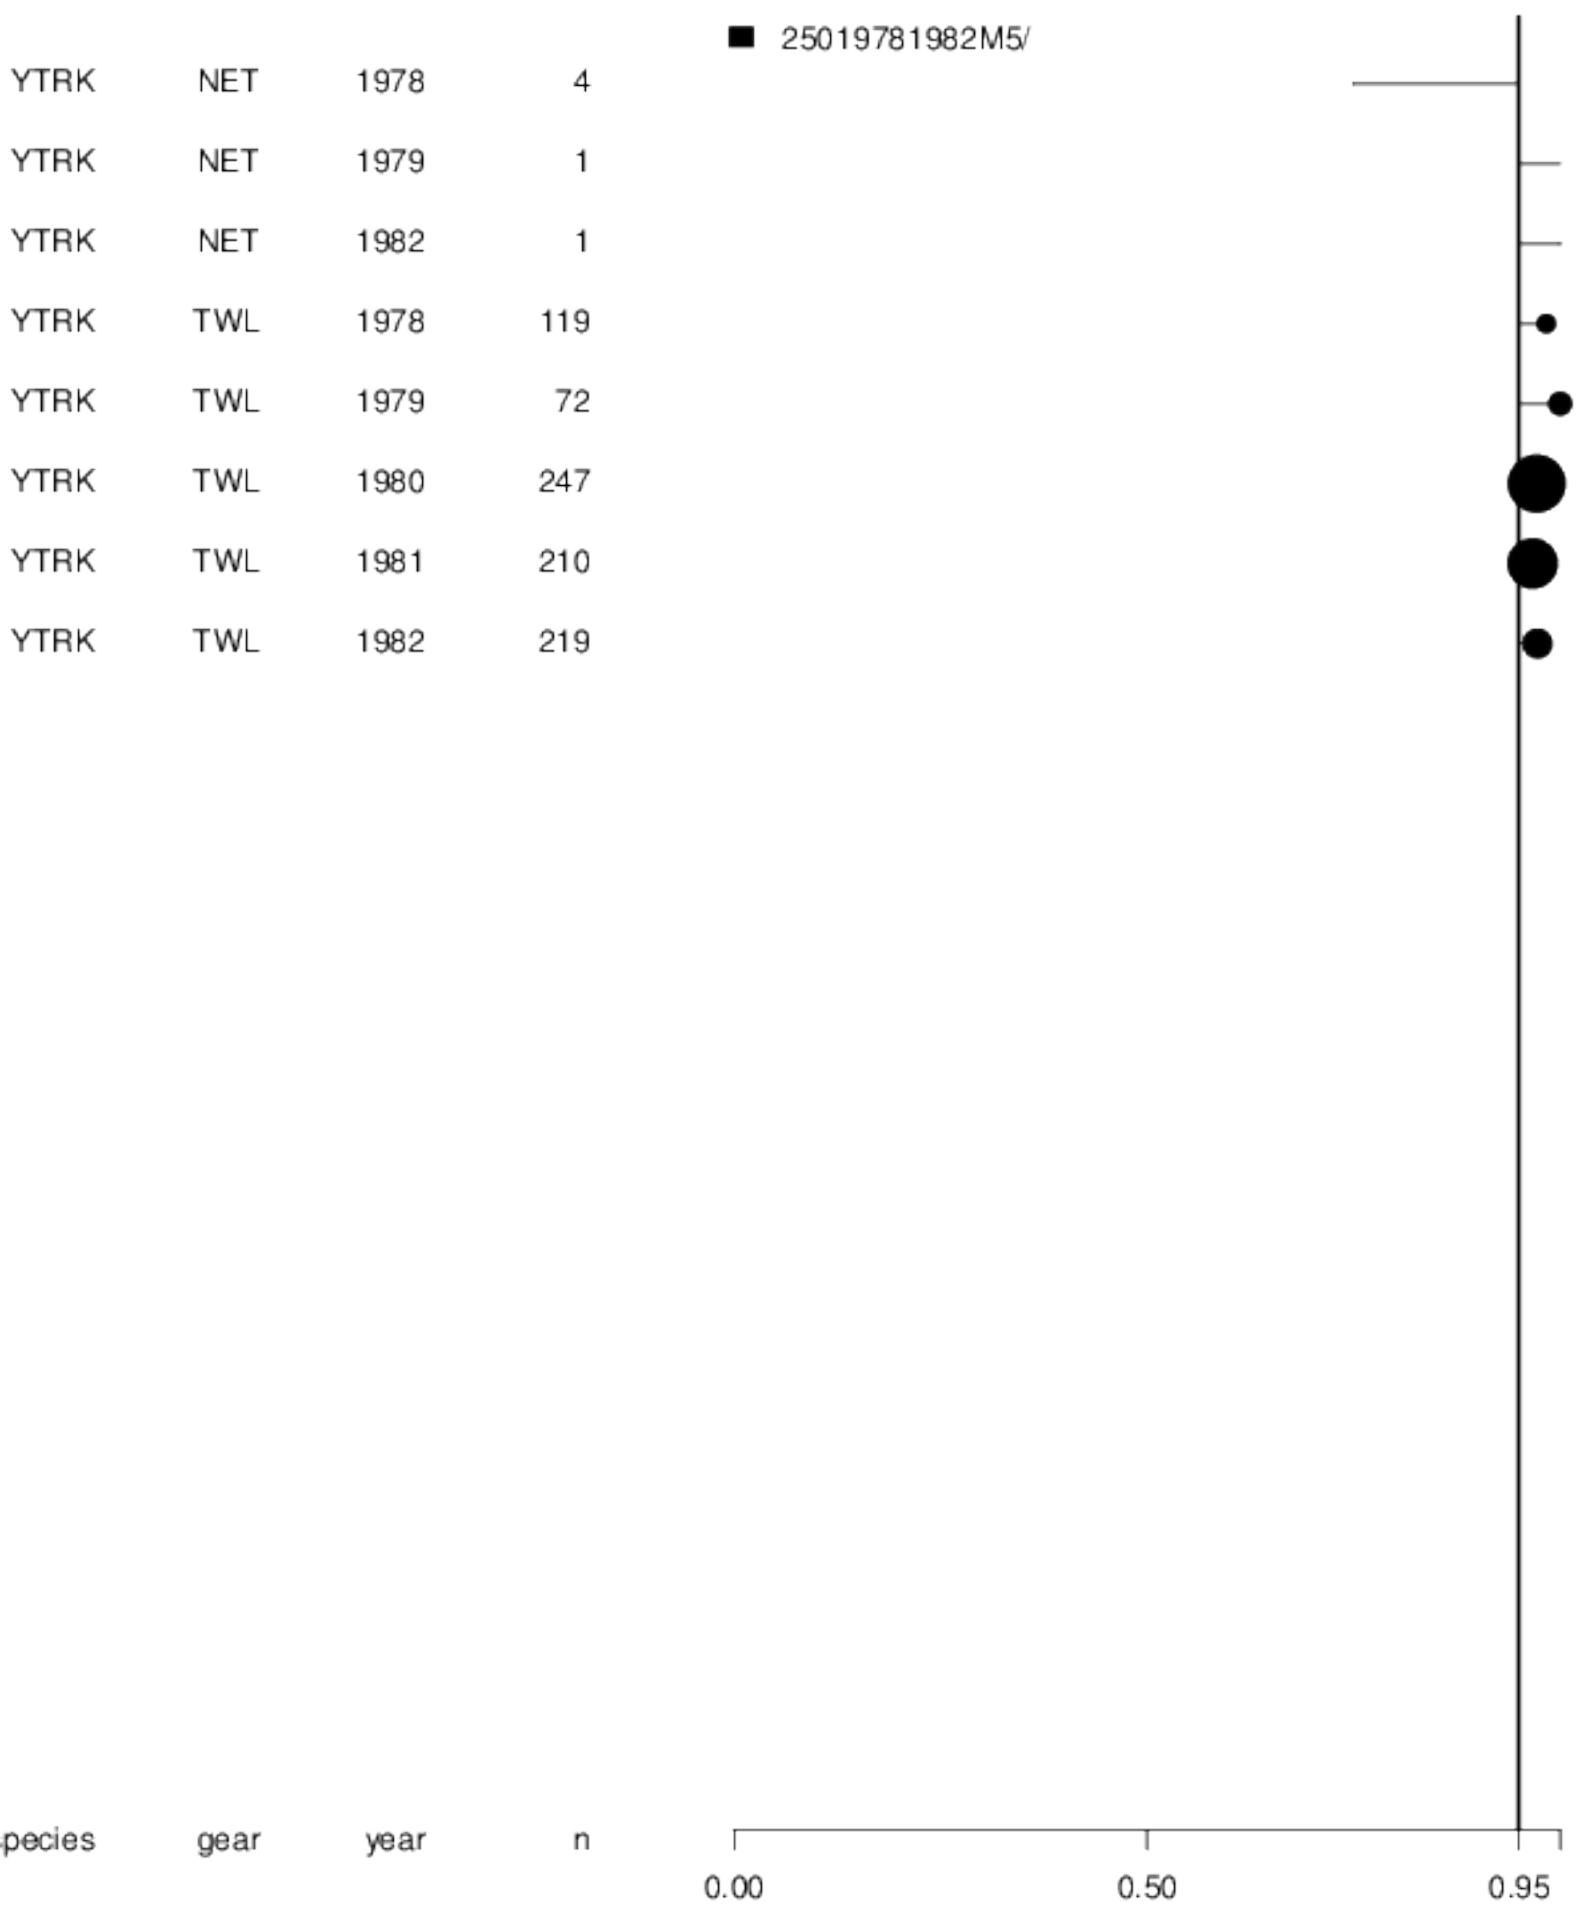 25019781982M5/
YTRK NET 1978 4
YTRK NET 1979 1
YTRK NET 1982 1
YTRK TWL 1978 119
YTRK TWL 1979 72
YTRK TWL 1980 247
YTRK TWL 1981 210
YTRK TWL 1982 219
pecies gear year n
0.00 0.50 0.95